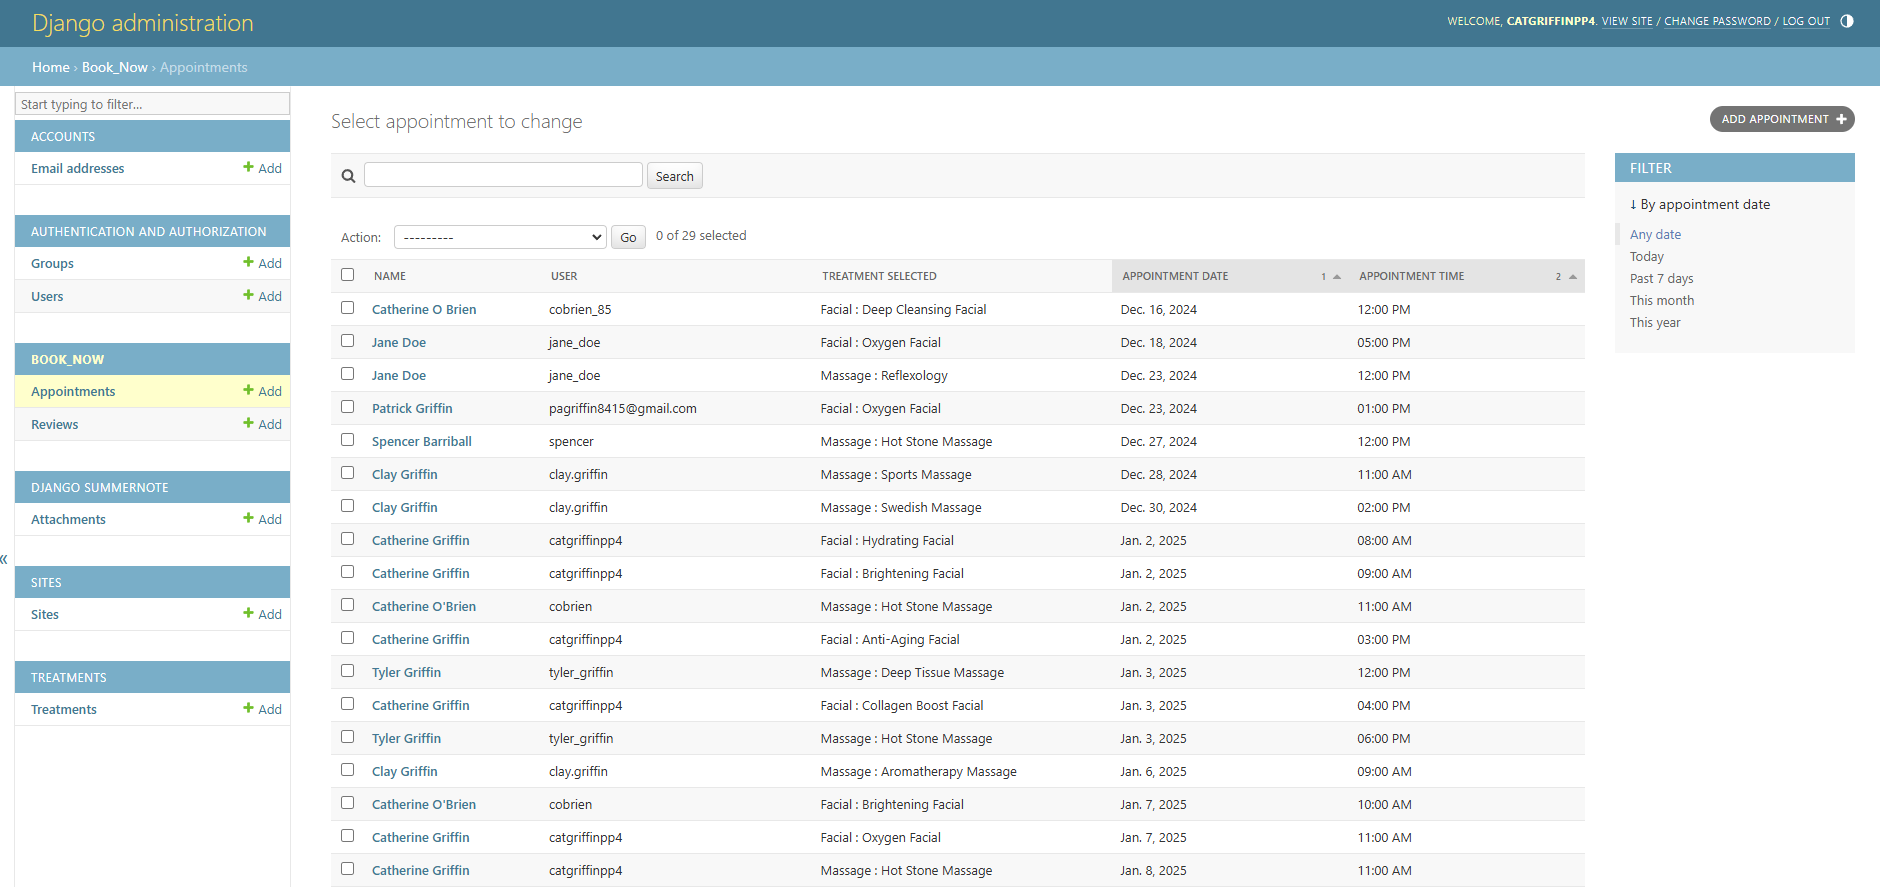 Django administration
WELCOME, CATGRIFFINPP4. VIEW SITE / CHANGE PASSWORD / LOG OUT
Home › Book_Now › Appointments
Start typing to filter...
ACCOUNTS
Email addresses + Add
AUTHENTICATION AND AUTHORIZATION
Groups + Add
Users + Add
BOOK_NOW
Appointments + Add
Reviews + Add
DJANGO SUMMERNOTE
Attachments + Add
«
SITES
Sites + Add
TREATMENTS
Treatments + Add
Select appointment to change
ADD APPOINTMENT +
Search
Action: --------- Go 0 of 29 selected
NAME USER TREATMENT SELECTED APPOINTMENT DATE 1 APPOINTMENT TIME 2
Catherine O Brien cobrien_85 Facial : Deep Cleansing Facial Dec. 16, 2024 12:00 PM
Jane Doe jane_doe Facial : Oxygen Facial Dec. 18, 2024 05:00 PM
Jane Doe jane_doe Massage : Reflexology Dec. 23, 2024 12:00 PM
Patrick Griffin pagriffin8415@gmail.com Facial : Oxygen Facial Dec. 23, 2024 01:00 PM
Spencer Barriball spencer Massage : Hot Stone Massage Dec. 27, 2024 12:00 PM
Clay Griffin clay.griffin Massage : Sports Massage Dec. 28, 2024 11:00 AM
Clay Griffin clay.griffin Massage : Swedish Massage Dec. 30, 2024 02:00 PM
Catherine Griffin catgriffinpp4 Facial : Hydrating Facial Jan. 2, 2025 08:00 AM
Catherine Griffin catgriffinpp4 Facial : Brightening Facial Jan. 2, 2025 09:00 AM
Catherine O'Brien cobrien Massage : Hot Stone Massage Jan. 2, 2025 11:00 AM
Catherine Griffin catgriffinpp4 Facial : Anti-Aging Facial Jan. 2, 2025 03:00 PM
Tyler Griffin tyler_griffin Massage : Deep Tissue Massage Jan. 3, 2025 12:00 PM
Catherine Griffin catgriffinpp4 Facial : Collagen Boost Facial Jan. 3, 2025 04:00 PM
Tyler Griffin tyler_griffin Massage : Hot Stone Massage Jan. 3, 2025 06:00 PM
Clay Griffin clay.griffin Massage : Aromatherapy Massage Jan. 6, 2025 09:00 AM
Catherine O'Brien cobrien Facial : Brightening Facial Jan. 7, 2025 10:00 AM
Catherine Griffin catgriffinpp4 Facial : Oxygen Facial Jan. 7, 2025 11:00 AM
Catherine Griffin catgriffinpp4 Massage : Hot Stone Massage Jan. 8, 2025 11:00 AM
FILTER
↓ By appointment date
Any date
Today
Past 7 days
This month
This year